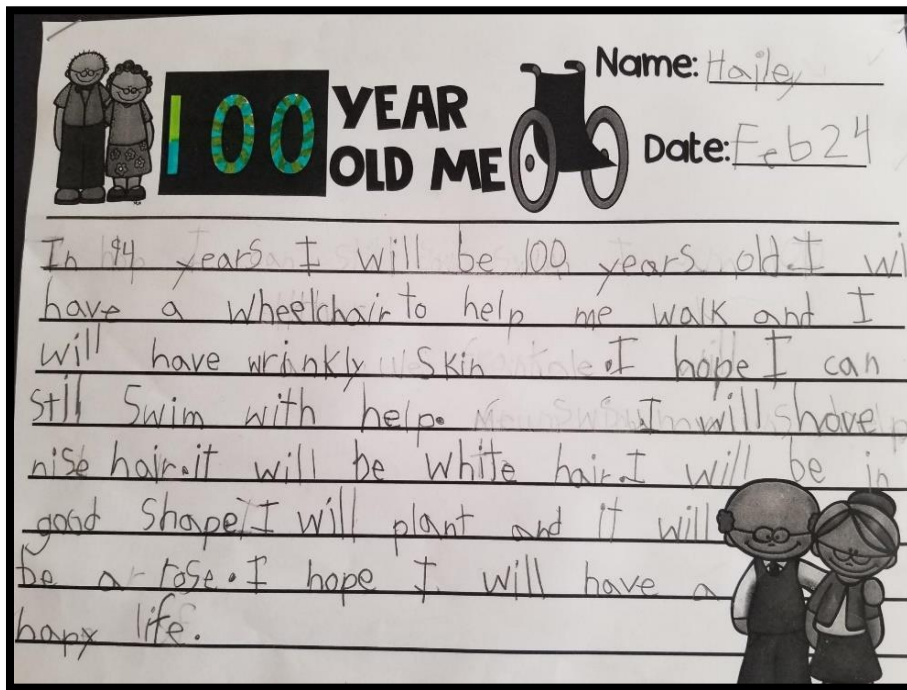 100 YEAR
OLD ME
Name: Hailey
Date: Feb 24
In 94 years I will be 100 years old. I wil
have a wheelchair to help me walk and I
will have wrinkly skin. I hope I can
still swim with help. I will have
nise hair. it will be white hair. I will be in
good shape. I will plant and it will
be a rose. I hope I will have a
hapy life.